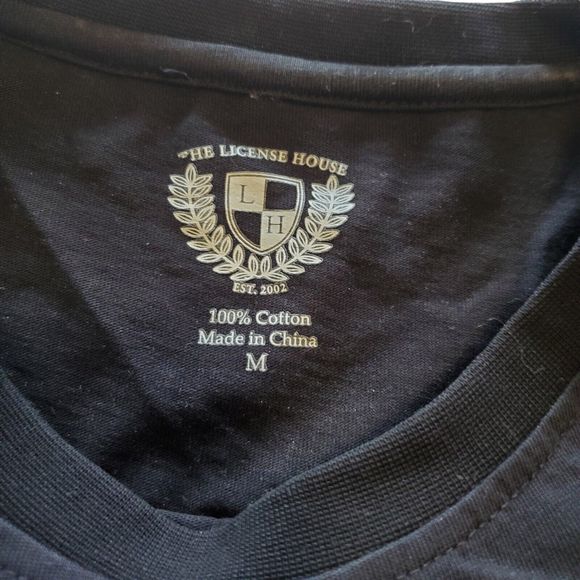 THE LICENSE HOUSE
L
H
EST. 2002
100% Cotton
Made in China
M